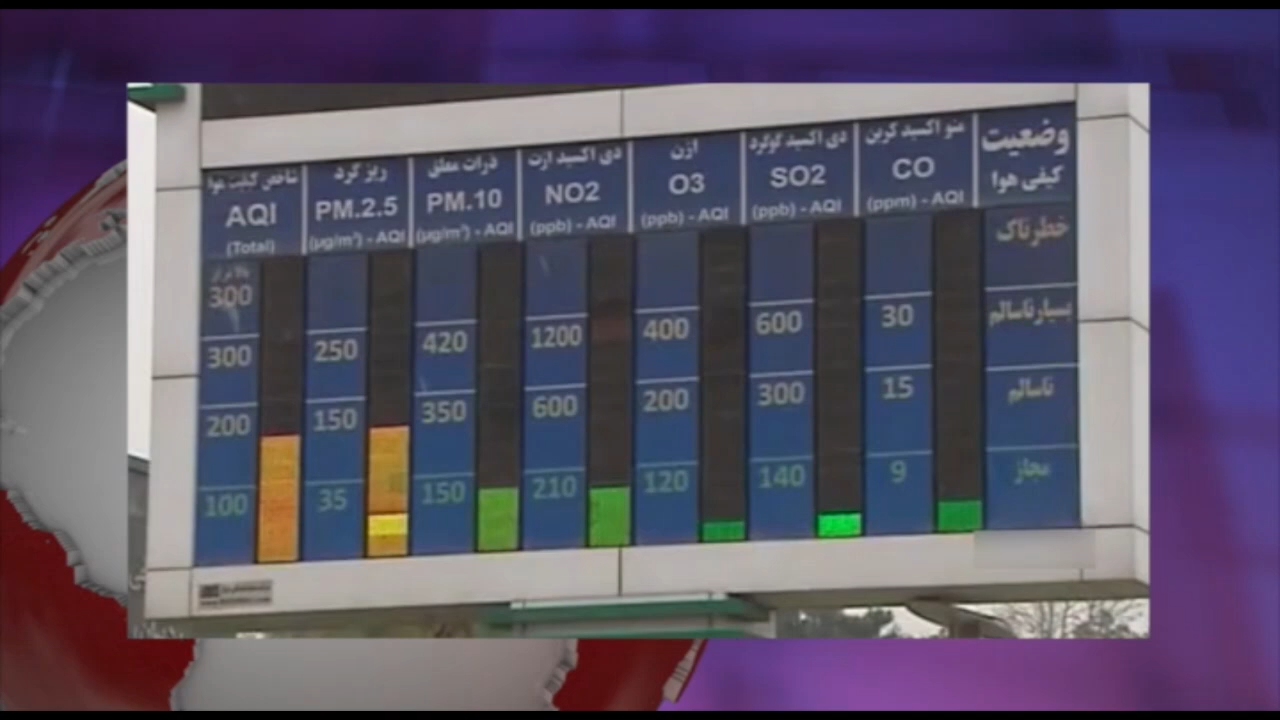 وضعیت
کیفی هوا
منو اکسید کربن
CO
(ppm) - AQI
دی اکسید گوگرد
SO2
(ppb) - AQI
ازن
O3
(ppb) - AQI
دی اکسید ازت
NO2
(ppb) - AQI
ذرات معلق
PM.10
(µg/m³) - AQI
ریز گرد
PM.2.5
(µg/m³) - AQI
شاخص کیفیت هوا
AQI
(Total)
خطرناک
300
بسیار ناسالم
30
600
400
1200
420
250
300
ناسالم
15
300
200
600
350
150
200
مجاز
9
140
120
210
150
35
100